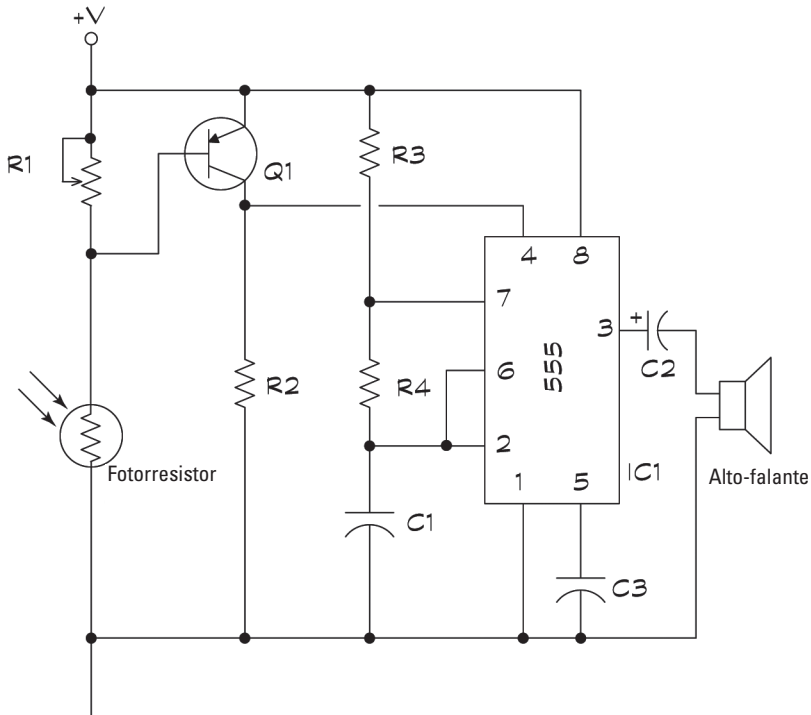 +V
R1
Q1
R3
4
8
7
3
+
555
C2
R2
R4
6
2
Fotorresistor
1
5
IC1
Alto-falante
C1
C3